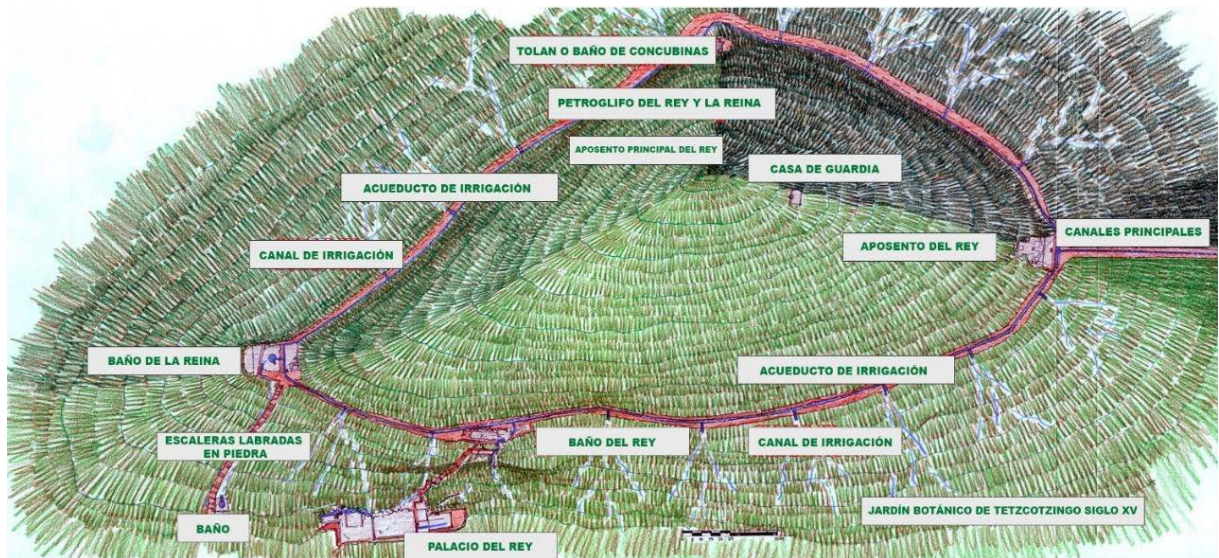 TOLAN O BAÑO DE CONCUBINAS
PETROGLIFO DEL REY Y LA REINA
APOSENTO PRINCIPAL DEL REY
CASA DE GUARDIA
ACUEDUCTO DE IRRIGACIÓN
CANALES PRINCIPALES
CANAL DE IRRIGACIÓN
APOSENTO DEL REY
BAÑO DE LA REINA
ACUEDUCTO DE IRRIGACIÓN
ESCALERAS LABRADAS
EN PIEDRA
BAÑO DEL REY
CANAL DE IRRIGACIÓN
JARDÍN BOTÁNICO DE TETZCOTZINGO SIGLO XV
BAÑO
PALACIO DEL REY